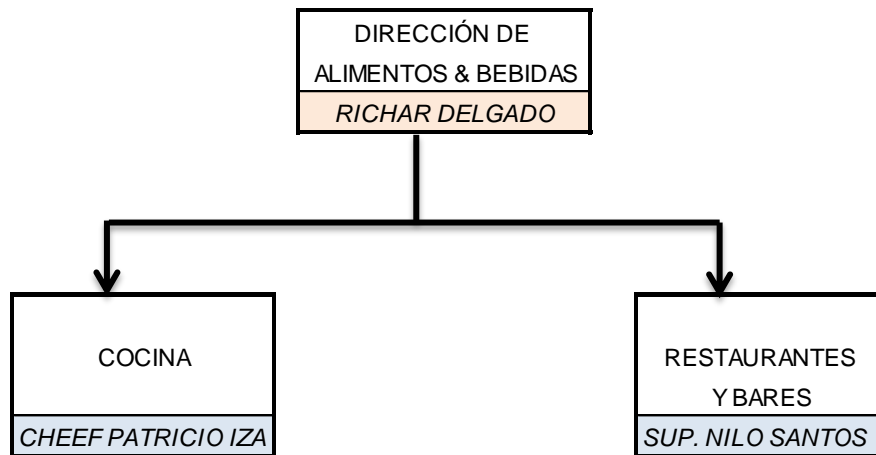 DIRECCIÓN DE
ALIMENTOS & BEBIDAS
RICHAR DELGADO
COCINA
CHEEF PATRICIO IZA
RESTAURANTES
Y BARES
SUP. NILO SANTOS